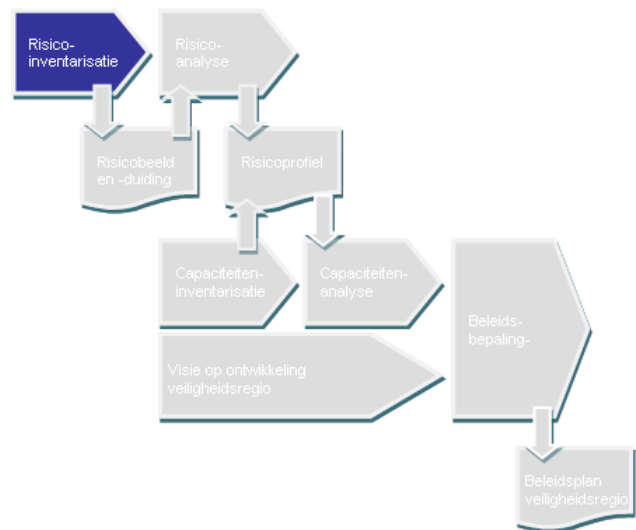 Risico-
inventarisatie
Risico-
analyse
Risicobeeld
en -duiding
Risicoprofiel
Capaciteiten-
inventarisatie
Capaciteiten-
analyse
Beleids-
bepaling-
Visie op ontwikkeling
veiligheidsregio
Beleidsplan
veiligheidsregio